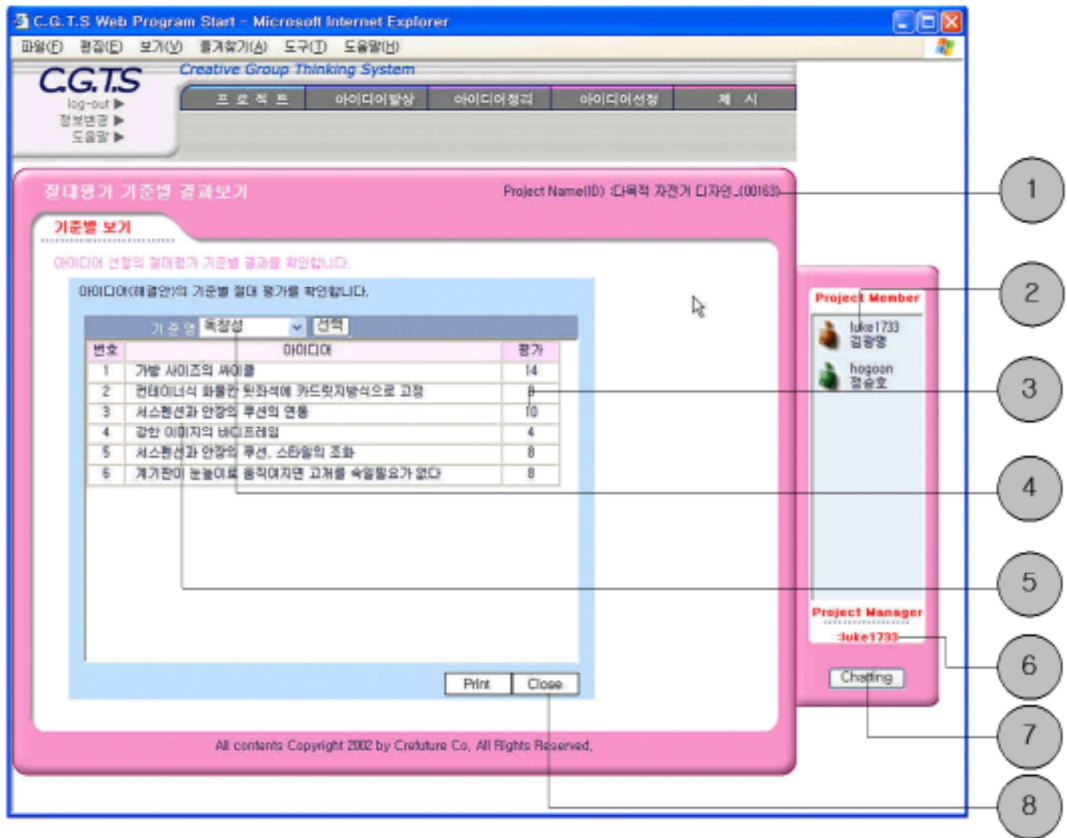 C.G.T.S Web Program Start - Microsoft Internet Explorer
파일(F) 편집(E) 보기(V) 즐겨찾기(A) 도구(T) 도움말(H)
C.G.T.S
Creative Group Thinking System
log-out ▶
정보변경 ▶
도움말 ▶
프 로 젝 트 아이디어발상 아이디어정리 아이디어선정 제 시
절대평가 기준별 결과보기
Project Name(ID) :다목적 자전거 디자인_(00163)
기준별 보기
아이디어 선정의 절대평가 기준별 결과를 확인합니다.
아이디어(해결안)의 기준별 절대 평가를 확인합니다.
기 준 명 독창성 선택
번호 아이디어 평가
1 가방 사이즈의 싸이클 14
2 컨테이너식 화물칸 뒷좌석에 카드릿지방식으로 고정
3 서스펜션과 안장의 쿠션의 연동 10
4 강한 이미지의 바디프레임 4
5 서스펜션과 안장의 쿠션, 스타일의 조화 8
6 계기판이 눈높이로 움직여지면 고개를 숙일필요가 없다 8
Print Close
Project Member
luke1733
김광명
hogoon
정승호
Project Manager
:luke1733
Chatting
All contents Copyright 2002 by Crefuture Co, All Rights Reserved,
1
2
3
4
5
6
7
8